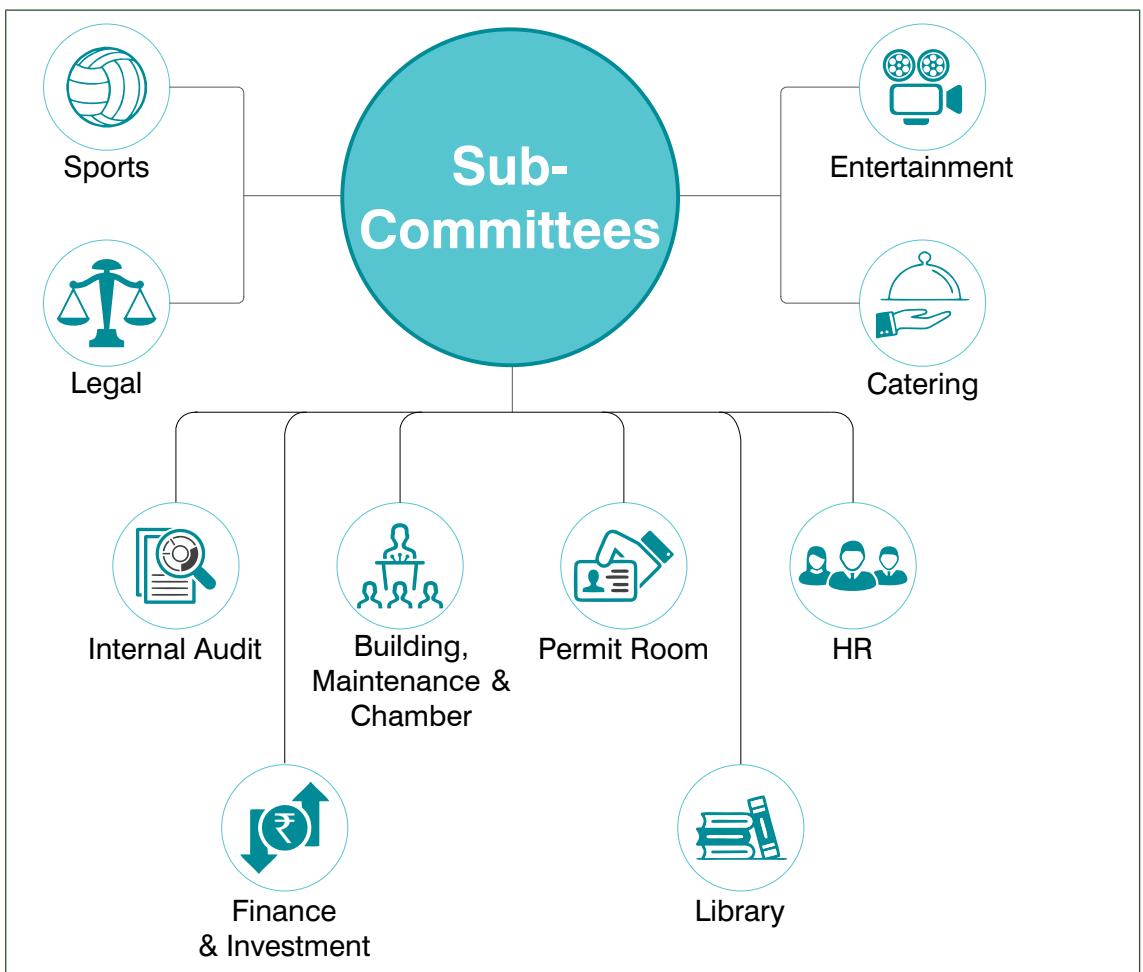 Sub-
Committees
Sports
Entertainment
Legal
Catering
Internal Audit
Building,
Maintenance &
Chamber
Permit Room
HR
₹
Finance
& Investment
Library